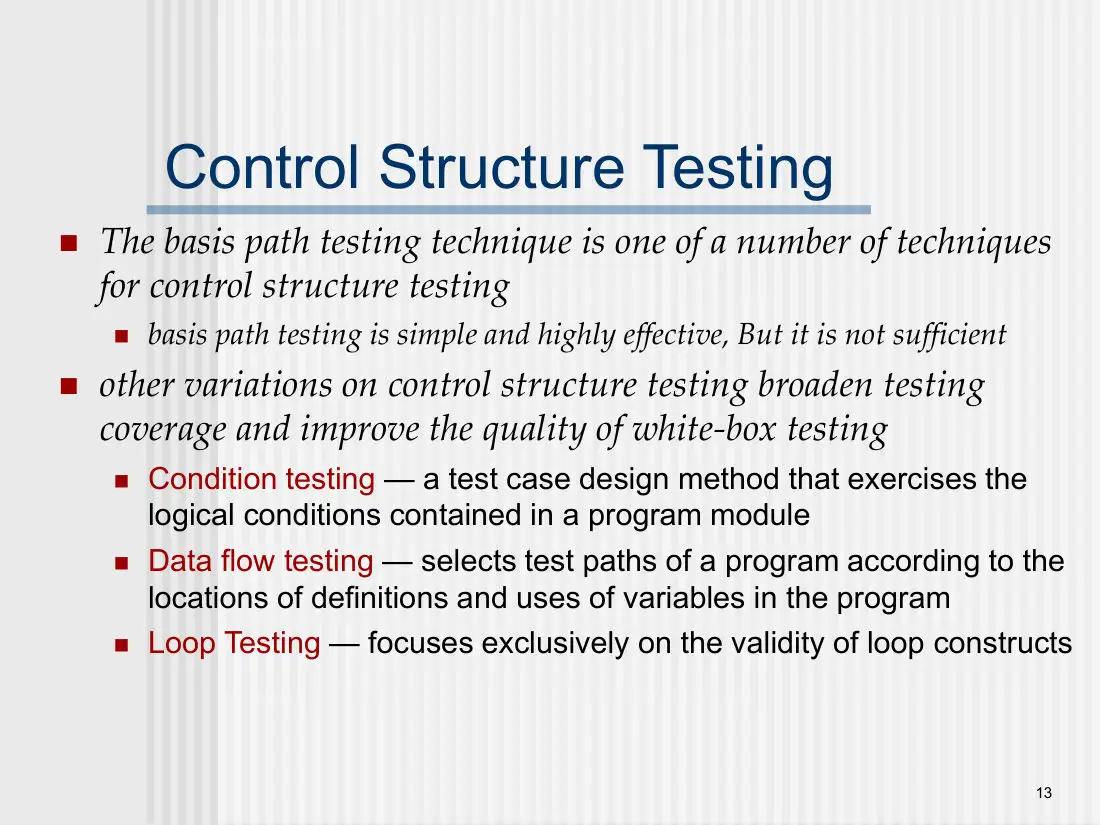 Control Structure Testing
The basis path testing technique is one of a number of techniques
for control structure testing
basis path testing is simple and highly effective, But it is not sufficient
other variations on control structure testing broaden testing
coverage and improve the quality of white-box testing
Condition testing — a test case design method that exercises the
logical conditions contained in a program module
Data flow testing — selects test paths of a program according to the
locations of definitions and uses of variables in the program
Loop Testing — focuses exclusively on the validity of loop constructs
13